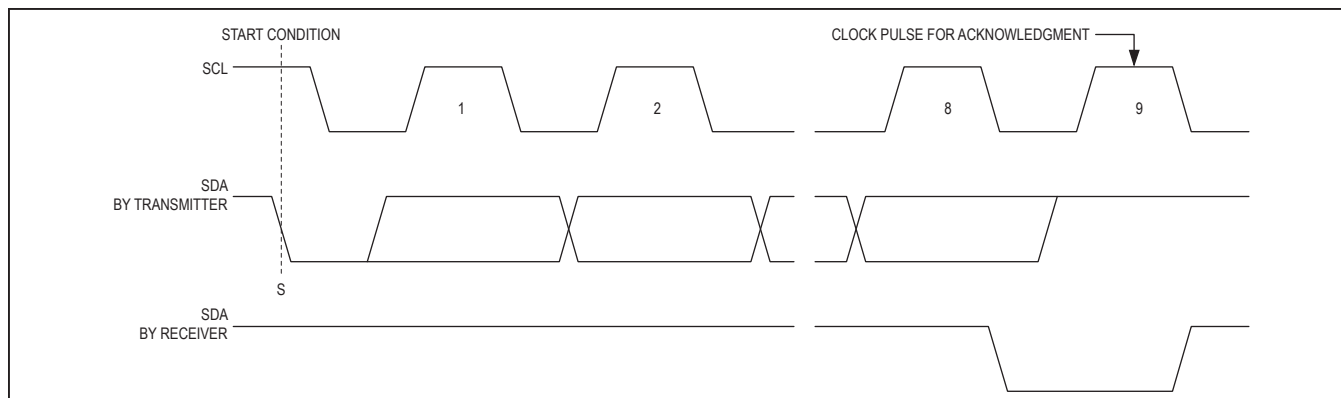 START CONDITION
CLOCK PULSE FOR ACKNOWLEDGMENT
SCL
1
2
8
9
SDA
BY TRANSMITTER
S
SDA
BY RECEIVER